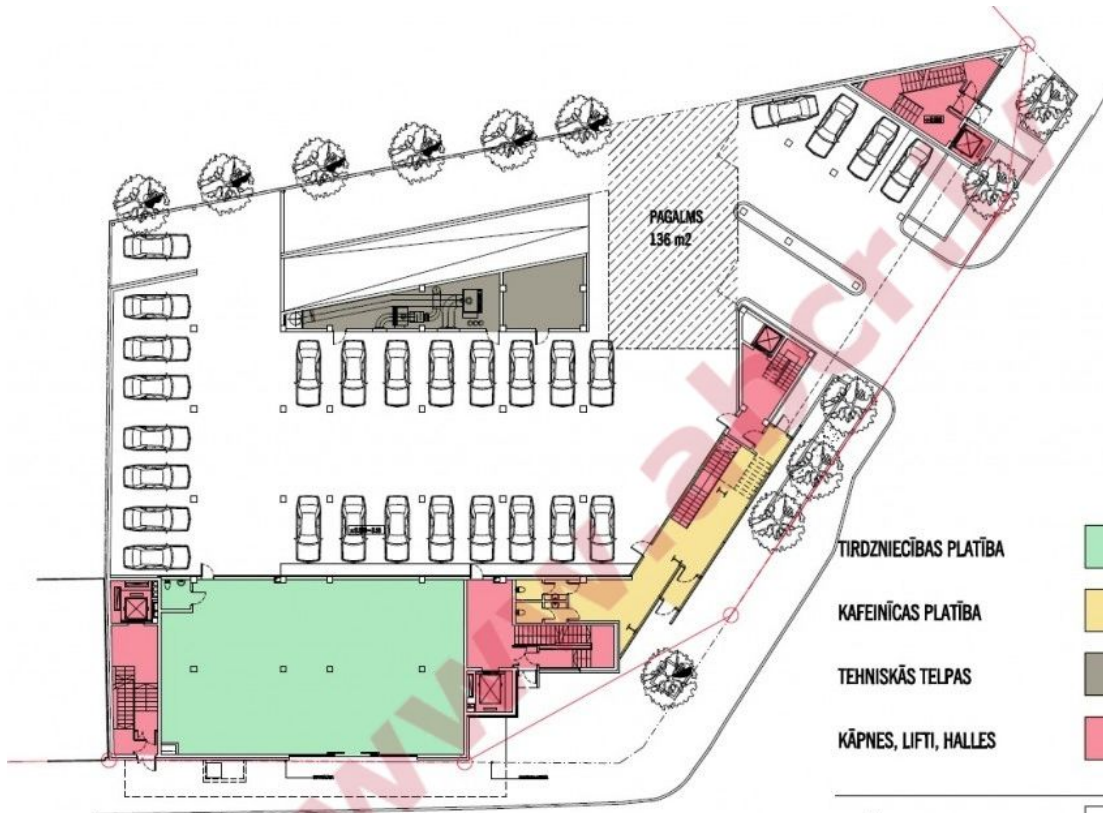 PAGALMS
136 m2
TIRDZNIECĪBAS PLATĪBA
KAFEINĪCAS PLATĪBA
TEHNISKĀS TELPAS
KĀPNES, LIFTI, HALLES